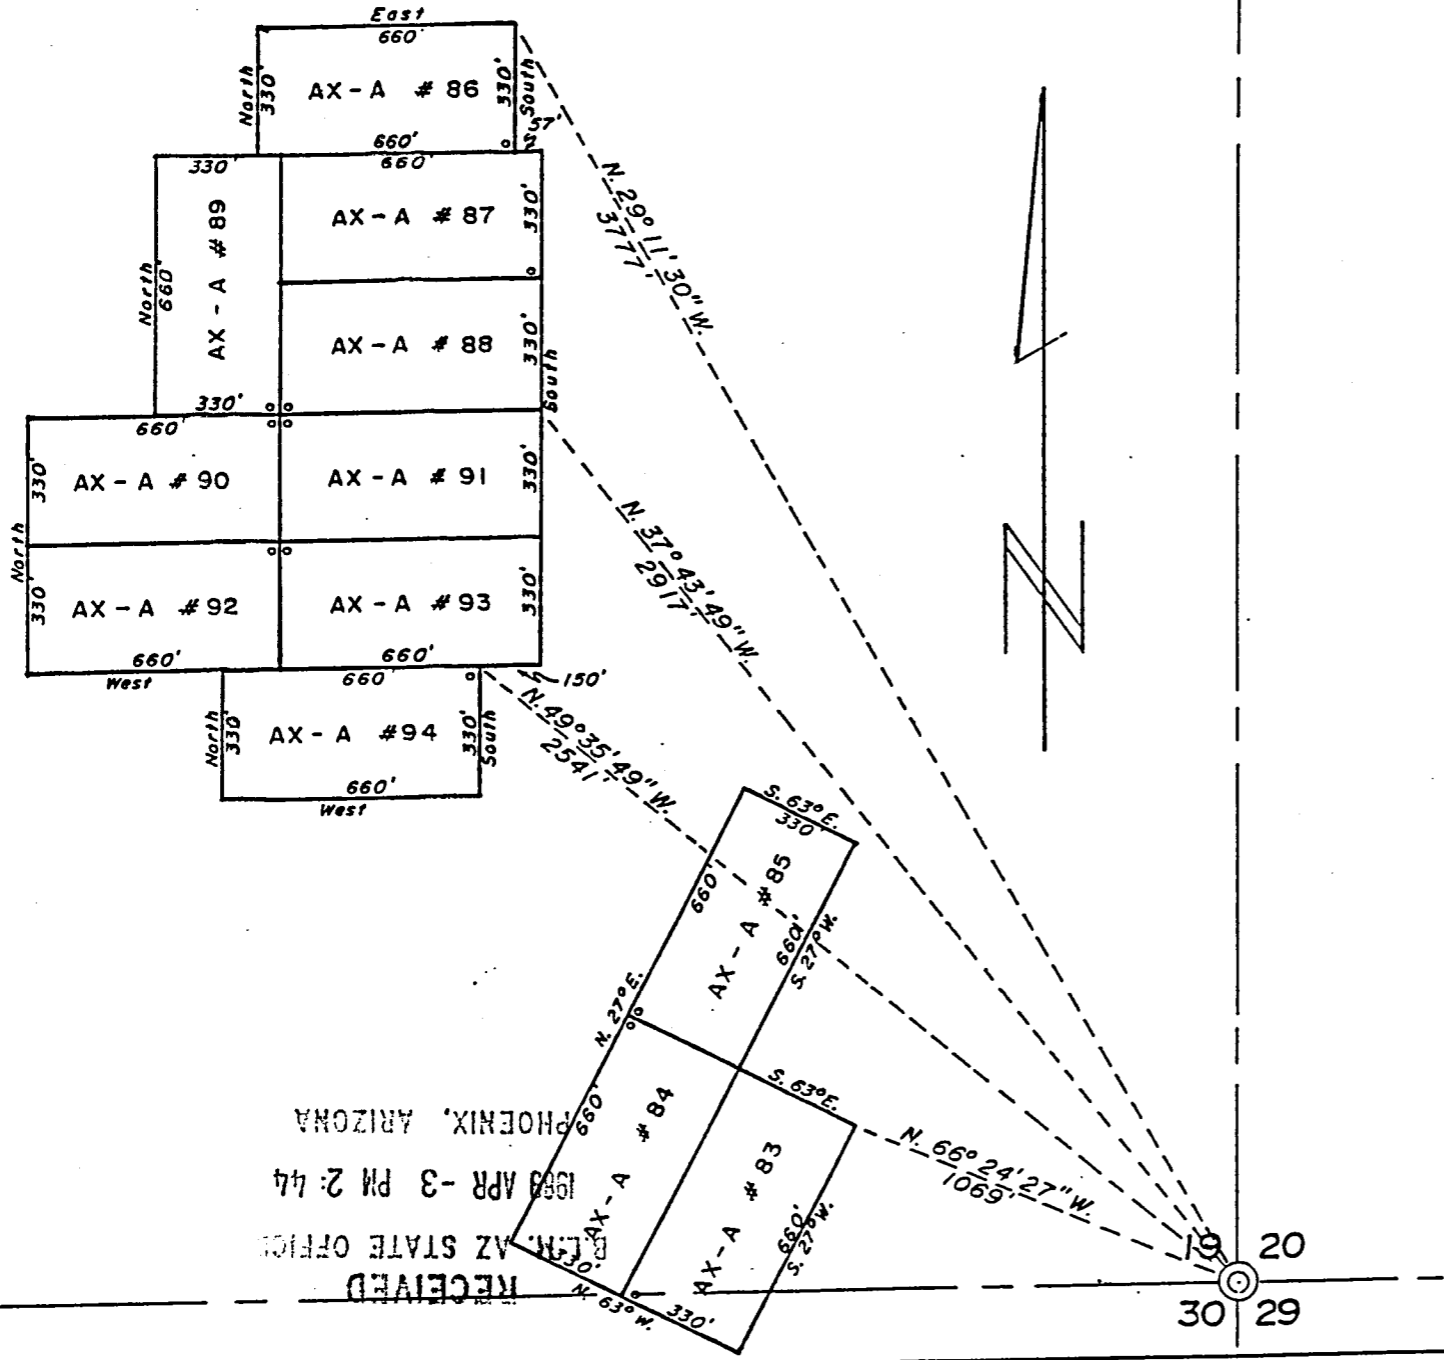 East
660'
North
330'
AX - A # 86
330'
South
660'
57'
330'
660'
North
660'
AX - A # 89
AX - A # 87
330'
AX - A # 88
330'
South
330'
660'
North
330'
AX - A # 90
AX - A # 91
330'
330'
AX - A # 92
AX - A # 93
330'
660'
West
660'
660'
150'
North
330'
AX - A # 94
330'
South
660'
West
N. 29° 11' 30" W.
3777'
N. 37° 43' 49" W.
2917'
N. 49° 35' 49" W.
2541'
N
S. 63° E.
330'
660'
AX - A # 85
660'
S. 27° W.
N. 27° E.
S. 63° E.
660'
AX - A # 84
AX - A # 83
660'
S. 27° W.
330'
N. 63° W.
330'
N. 66° 24' 27" W.
1069'
19 20
30 29
RECEIVED
B.L.M. AZ STATE OFFICE
APR -3 PM 2:44
PHOENIX, ARIZONA